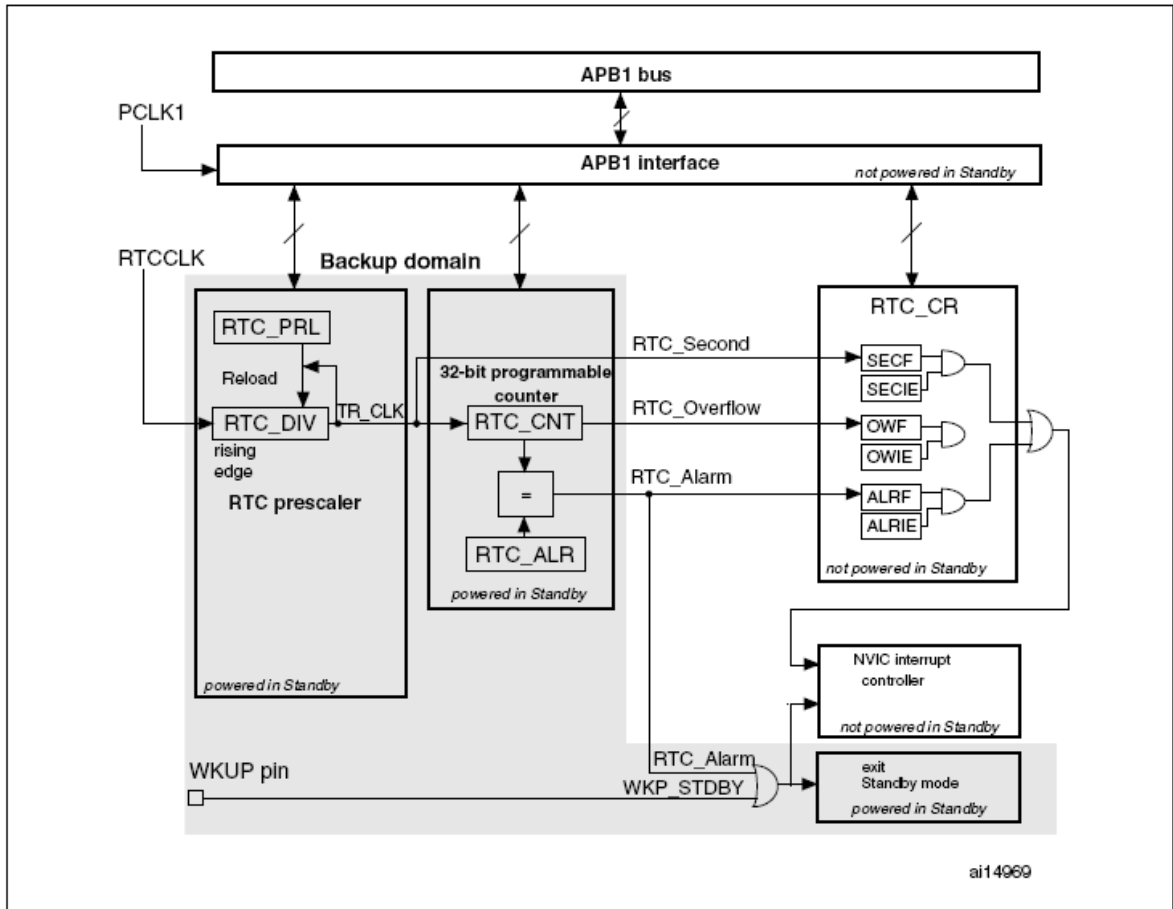 APB1 bus
PCLK1
APB1 interface
not powered in Standby
RTCCLK
Backup domain
RTC_PRL
Reload
RTC_DIV
TR_CLK
rising
edge
RTC prescaler
powered in Standby
32-bit programmable
counter
RTC_CNT
=
RTC_ALR
powered in Standby
RTC_Second
RTC_Overflow
RTC_Alarm
RTC_CR
SECF
SECIE
OWF
OWIE
ALRF
ALRIE
not powered in Standby
NVIC interrupt
controller
not powered in Standby
WKUP pin
RTC_Alarm
WKP_STDBY
exit
Standby mode
powered in Standby
ai14969